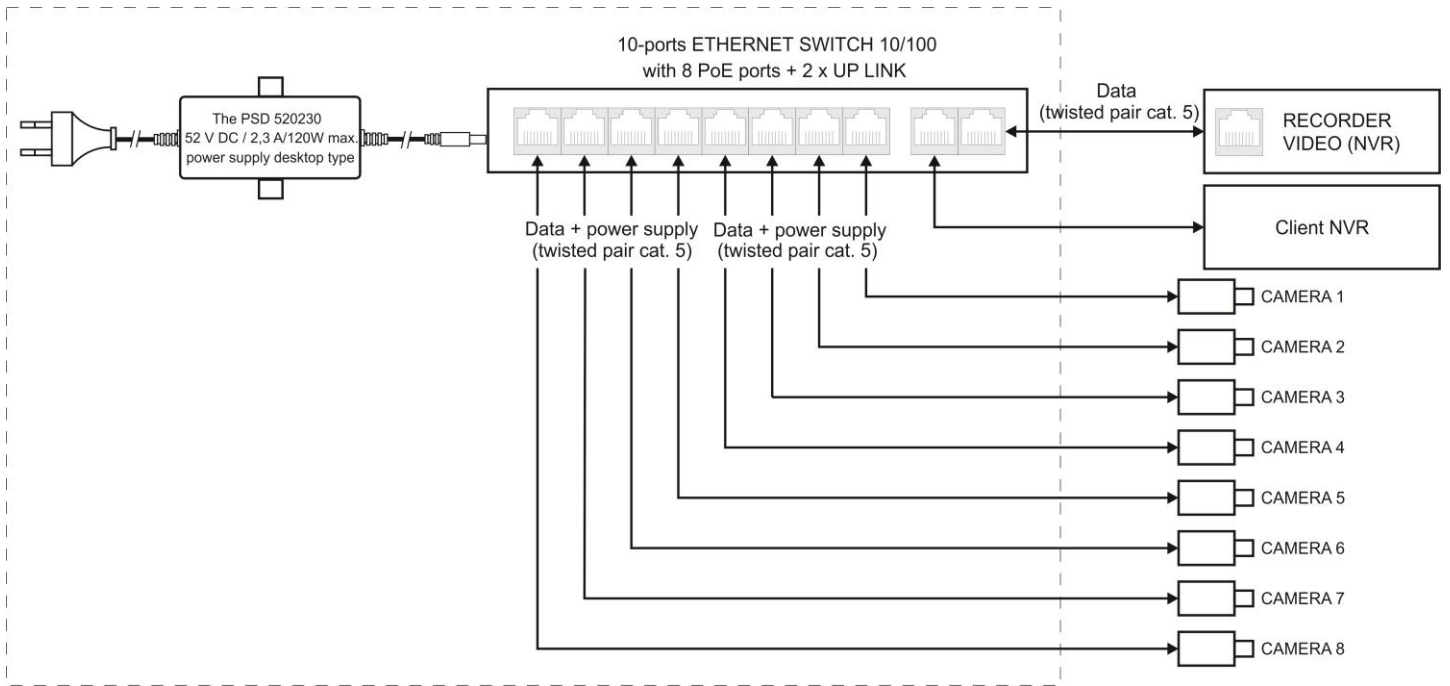 10-ports ETHERNET SWITCH 10/100
with 8 PoE ports + 2 x UP LINK
The PSD 520230
52 V DC / 2,3 A/120W max.
power supply desktop type
Data
(twisted pair cat. 5)
RECORDER
VIDEO (NVR)
Client NVR
Data + power supply
(twisted pair cat. 5)
Data + power supply
(twisted pair cat. 5)
CAMERA 1
CAMERA 2
CAMERA 3
CAMERA 4
CAMERA 5
CAMERA 6
CAMERA 7
CAMERA 8